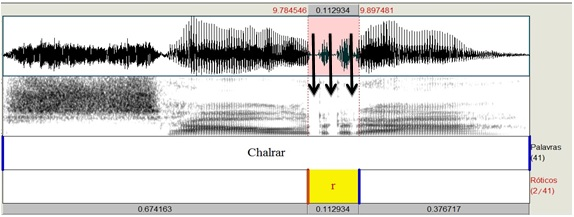 9.784546 0.112934 9.897481
Chalrar
Palavras
(41)
r
Róticos
(2/41)
0.674163 0.112934 0.376717